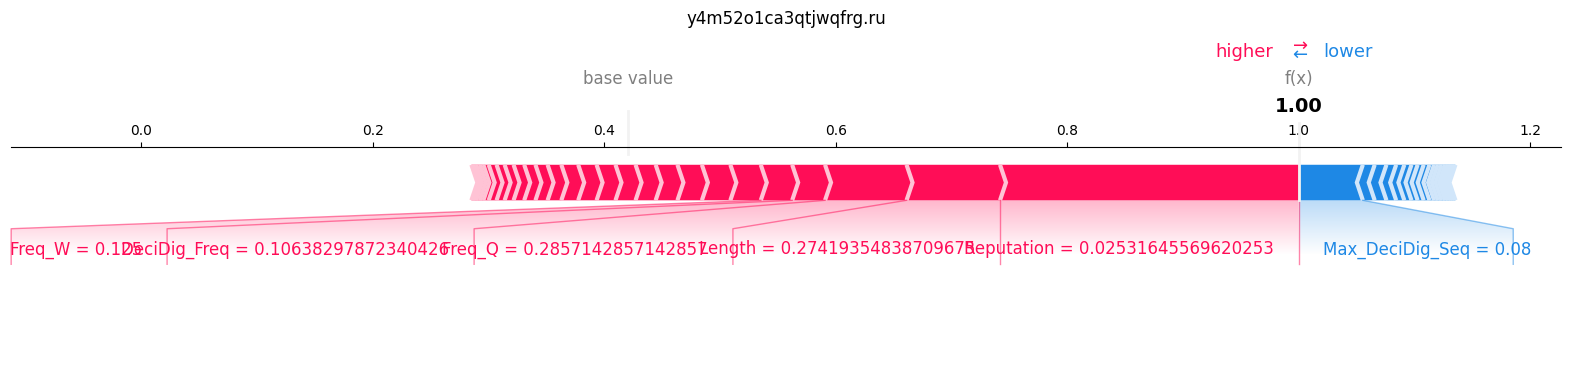 y4m52o1ca3qtjwqfrg.ru
higher ⇄ lower
base value f(x)
1.00
0.0 0.2 0.4 0.6 0.8 1.0 1.2
Freq_W = 0.125 DeciDig_Freq = 0.10638297872340426 Freq_Q = 0.2857142857142857 Length = 0.27419354838709675 Reputation = 0.02531645569620253 Max_DeciDig_Seq = 0.08